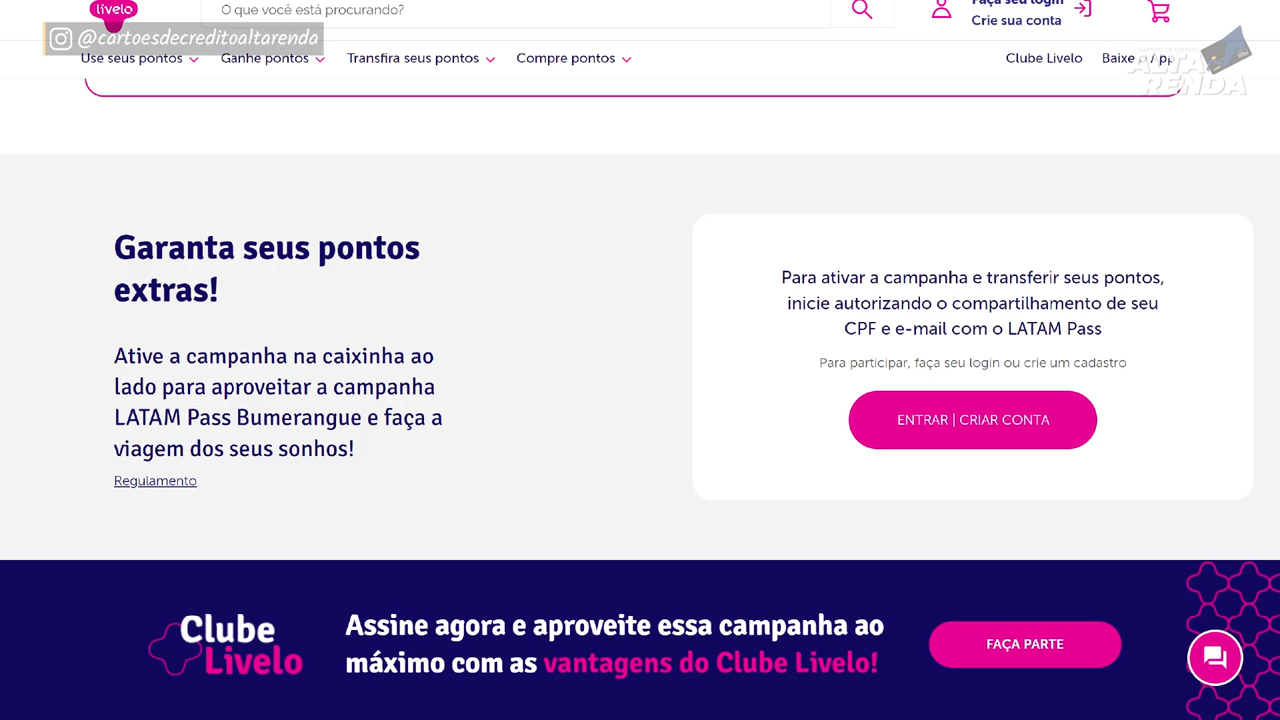 livelo
O que você está procurando?
Faça seu login
Crie sua conta
@cartoesdecreditoaltarenda
Use seus pontos
Ganhe pontos
Transfira seus pontos
Compre pontos
Clube Livelo
Baixe o App
ALTA
RENDA
Garanta seus pontos
extras!
Ative a campanha na caixinha ao
lado para aproveitar a campanha
LATAM Pass Bumerangue e faça a
viagem dos seus sonhos!
Regulamento
Para ativar a campanha e transferir seus pontos,
inicie autorizando o compartilhamento de seu
CPF e e-mail com o LATAM Pass
Para participar, faça seu login ou crie um cadastro
ENTRAR | CRIAR CONTA
Clube
Livelo
Assine agora e aproveite essa campanha ao
máximo com as vantagens do Clube Livelo!
FAÇA PARTE